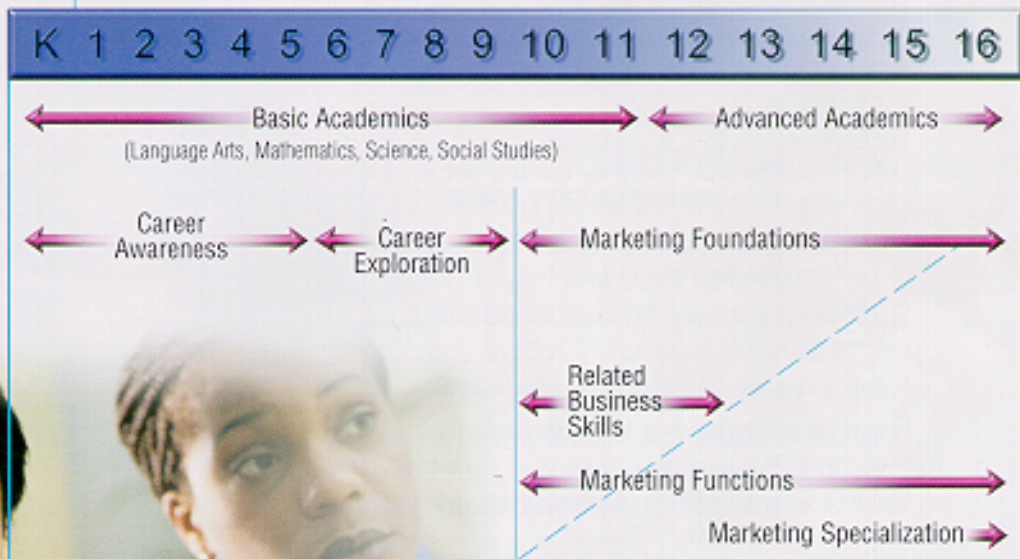 K 1 2 3 4 5 6 7 8 9 10 11 12 13 14 15 16
Basic Academics
Advanced Academics
(Language Arts, Mathematics, Science, Social Studies)
Career
Awareness
Career
Exploration
Marketing Foundations
Related
Business
Skills
Marketing Functions
Marketing Specialization